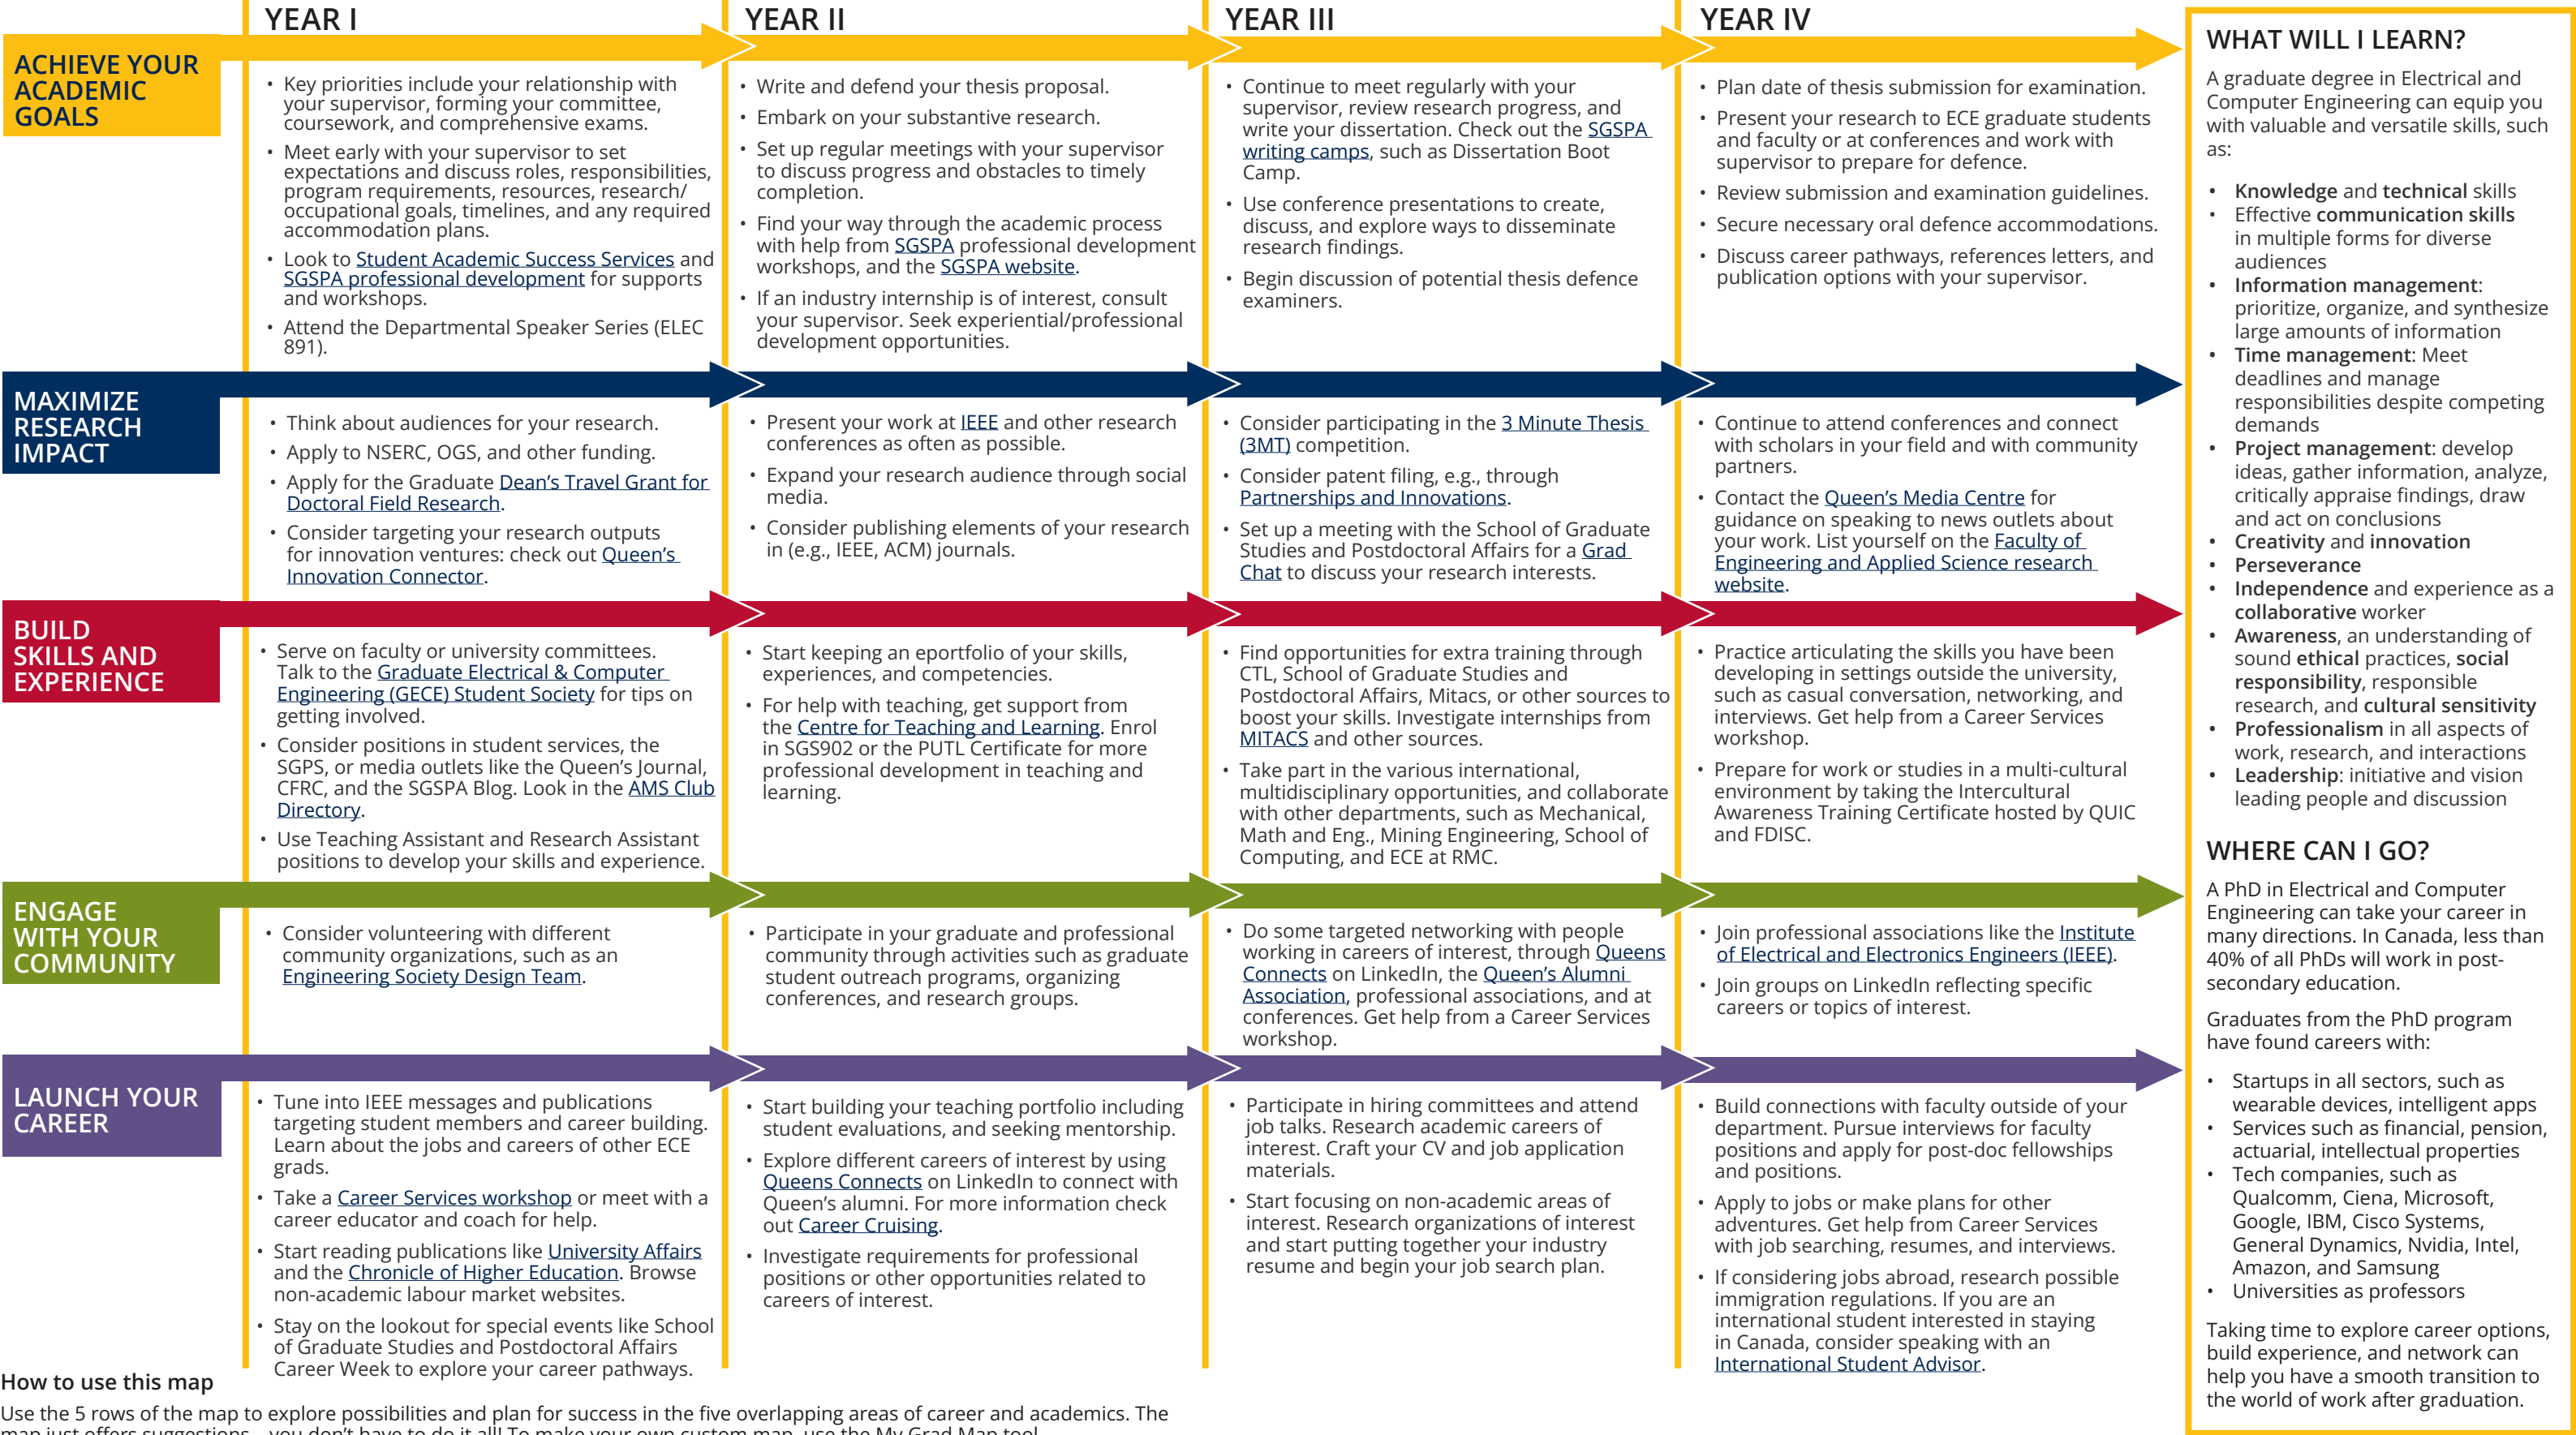 YEAR I
YEAR II
YEAR III
YEAR IV
ACHIEVE YOUR
ACADEMIC
GOALS
• Key priorities include your relationship with
your supervisor, forming your committee,
coursework, and comprehensive exams.
• Meet early with your supervisor to set
expectations and discuss roles, responsibilities,
program requirements, resources, research/
occupational goals, timelines, and any required
accommodation plans.
• Look to Student Academic Success Services and
SGSPA professional development for supports
and workshops.
• Attend the Departmental Speaker Series (ELEC
891).
• Write and defend your thesis proposal.
• Embark on your substantive research.
• Set up regular meetings with your supervisor
to discuss progress and obstacles to timely
completion.
• Find your way through the academic process
with help from SGSPA professional development
workshops, and the SGSPA website.
• If an industry internship is of interest, consult
your supervisor. Seek experiential/professional
development opportunities.
• Continue to meet regularly with your
supervisor, review research progress, and
write your dissertation. Check out the SGSPA
writing camps, such as Dissertation Boot
Camp.
• Use conference presentations to create,
discuss, and explore ways to disseminate
research findings.
• Begin discussion of potential thesis defence
examiners.
• Plan date of thesis submission for examination.
• Present your research to ECE graduate students
and faculty or at conferences and work with
supervisor to prepare for defence.
• Review submission and examination guidelines.
• Secure necessary oral defence accommodations.
• Discuss career pathways, references letters, and
publication options with your supervisor.
MAXIMIZE
RESEARCH
IMPACT
• Think about audiences for your research.
• Apply to NSERC, OGS, and other funding.
• Apply for the Graduate Dean’s Travel Grant for
Doctoral Field Research.
• Consider targeting your research outputs
for innovation ventures: check out Queen’s
Innovation Connector.
• Present your work at IEEE and other research
conferences as often as possible.
• Expand your research audience through social
media.
• Consider publishing elements of your research
in (e.g., IEEE, ACM) journals.
• Consider participating in the 3 Minute Thesis
(3MT) competition.
• Consider patent filing, e.g., through
Partnerships and Innovations.
• Set up a meeting with the School of Graduate
Studies and Postdoctoral Affairs for a Grad
Chat to discuss your research interests.
• Continue to attend conferences and connect
with scholars in your field and with community
partners.
• Contact the Queen’s Media Centre for
guidance on speaking to news outlets about
your work. List yourself on the Faculty of
Engineering and Applied Science research
website.
BUILD
SKILLS AND
EXPERIENCE
• Serve on faculty or university committees.
Talk to the Graduate Electrical & Computer
Engineering (GECE) Student Society for tips on
getting involved.
• Consider positions in student services, the
SGPS, or media outlets like the Queen’s Journal,
CFRC, and the SGSPA Blog. Look in the AMS Club
Directory.
• Use Teaching Assistant and Research Assistant
positions to develop your skills and experience.
• Start keeping an eportfolio of your skills,
experiences, and competencies.
• For help with teaching, get support from
the Centre for Teaching and Learning. Enrol
in SGS902 or the PUTL Certificate for more
professional development in teaching and
learning.
• Find opportunities for extra training through
CTL, School of Graduate Studies and
Postdoctoral Affairs, Mitacs, or other sources to
boost your skills. Investigate internships from
MITACS and other sources.
• Take part in the various international,
multidisciplinary opportunities, and collaborate
with other departments, such as Mechanical,
Math and Eng., Mining Engineering, School of
Computing, and ECE at RMC.
• Practice articulating the skills you have been
developing in settings outside the university,
such as casual conversation, networking, and
interviews. Get help from a Career Services
workshop.
• Prepare for work or studies in a multi-cultural
environment by taking the Intercultural
Awareness Training Certificate hosted by QUIC
and FDISC.
ENGAGE
WITH YOUR
COMMUNITY
• Consider volunteering with different
community organizations, such as an
Engineering Society Design Team.
• Participate in your graduate and professional
community through activities such as graduate
student outreach programs, organizing
conferences, and research groups.
• Do some targeted networking with people
working in careers of interest, through Queens
Connects on LinkedIn, the Queen’s Alumni
Association, professional associations, and at
conferences. Get help from a Career Services
workshop.
• Join professional associations like the Institute
of Electrical and Electronics Engineers (IEEE).
• Join groups on LinkedIn reflecting specific
careers or topics of interest.
LAUNCH YOUR
CAREER
• Tune into IEEE messages and publications
targeting student members and career building.
Learn about the jobs and careers of other ECE
grads.
• Take a Career Services workshop or meet with a
career educator and coach for help.
• Start reading publications like University Affairs
and the Chronicle of Higher Education. Browse
non-academic labour market websites.
• Stay on the lookout for special events like School
of Graduate Studies and Postdoctoral Affairs
Career Week to explore your career pathways.
• Start building your teaching portfolio including
student evaluations, and seeking mentorship.
• Explore different careers of interest by using
Queens Connects on LinkedIn to connect with
Queen’s alumni. For more information check
out Career Cruising.
• Investigate requirements for professional
positions or other opportunities related to
careers of interest.
• Participate in hiring committees and attend
job talks. Research academic careers of
interest. Craft your CV and job application
materials.
• Start focusing on non-academic areas of
interest. Research organizations of interest
and start putting together your industry
resume and begin your job search plan.
• Build connections with faculty outside of your
department. Pursue interviews for faculty
positions and apply for post-doc fellowships
and positions.
• Apply to jobs or make plans for other
adventures. Get help from Career Services
with job searching, resumes, and interviews.
• If considering jobs abroad, research possible
immigration regulations. If you are an
international student interested in staying
in Canada, consider speaking with an
International Student Advisor.
WHAT WILL I LEARN?
A graduate degree in Electrical and
Computer Engineering can equip you
with valuable and versatile skills, such
as:
• Knowledge and technical skills
• Effective communication skills
in multiple forms for diverse
audiences
• Information management:
prioritize, organize, and synthesize
large amounts of information
• Time management: Meet
deadlines and manage
responsibilities despite competing
demands
• Project management: develop
ideas, gather information, analyze,
critically appraise findings, draw
and act on conclusions
• Creativity and innovation
• Perseverance
• Independence and experience as a
collaborative worker
• Awareness, an understanding of
sound ethical practices, social
responsibility, responsible
research, and cultural sensitivity
• Professionalism in all aspects of
work, research, and interactions
• Leadership: initiative and vision
leading people and discussion
WHERE CAN I GO?
A PhD in Electrical and Computer
Engineering can take your career in
many directions. In Canada, less than
40% of all PhDs will work in post-
secondary education.
Graduates from the PhD program
have found careers with:
• Startups in all sectors, such as
wearable devices, intelligent apps
• Services such as financial, pension,
actuarial, intellectual properties
• Tech companies, such as
Qualcomm, Ciena, Microsoft,
Google, IBM, Cisco Systems,
General Dynamics, Nvidia, Intel,
Amazon, and Samsung
• Universities as professors
Taking time to explore career options,
build experience, and network can
help you have a smooth transition to
the world of work after graduation.
How to use this map
Use the 5 rows of the map to explore possibilities and plan for success in the five overlapping areas of career and academics. The
map just offers suggestions – you don’t have to do it all! To make your own custom map, use the My Grad Map tool.